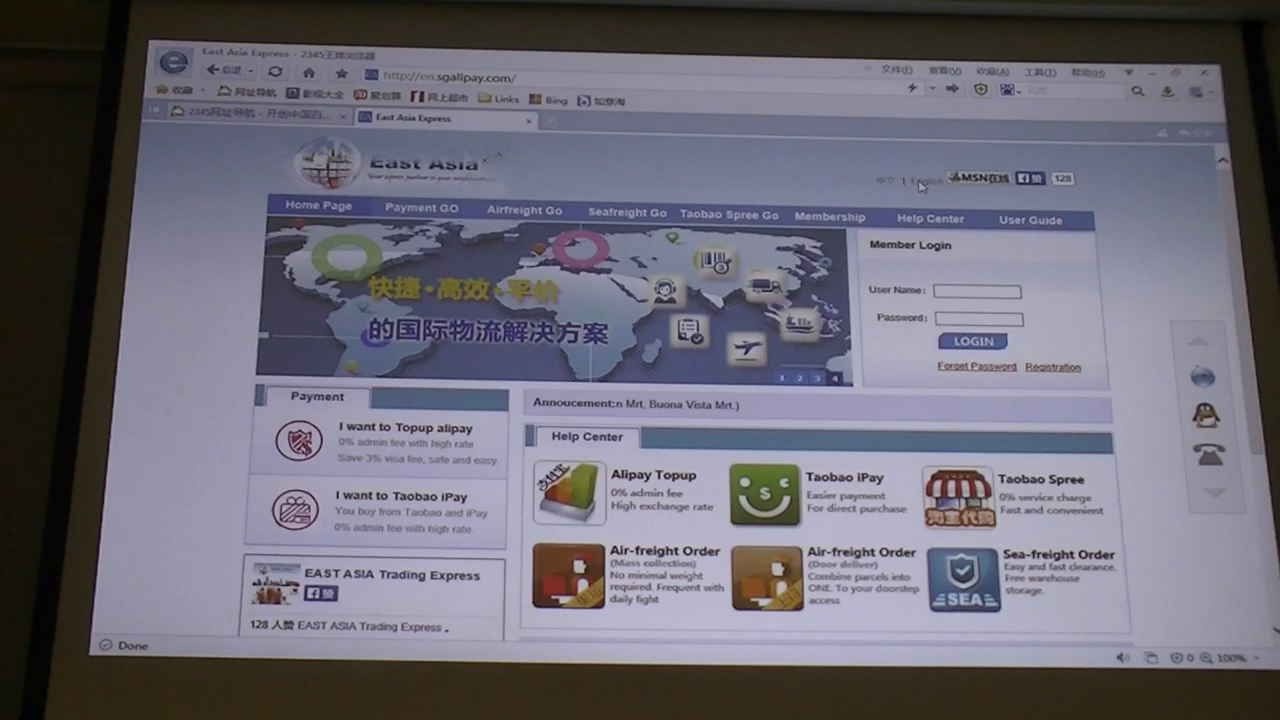 East Asia Express - 2345王牌浏览器
后退
http://en.sgalipay.com/
文件(F) 查看(V) 收藏(A) 工具(T) 帮助(H)
收藏 网址导航 影视大全 聚划算 网上超市 Links Bing 如意淘
2345网址导航 - 开创中国百... East Asia Express
East Asia
中文 | English MSN在线 赞 128
Home Page Payment GO Airfreight Go Seafreight Go Taobao Spree Go Membership Help Center User Guide
快捷·高效·平价
的国际物流解决方案
1 2 3 4
Member Login
User Name:
Password:
LOGIN
Forget Password Registration
Payment
I want to Topup alipay
0% admin fee with high rate
Save 3% visa fee, safe and easy.
I want to Taobao iPay
You buy from Taobao and iPay
0% admin fee with high rate.
EAST ASIA Trading Express
赞
128 人赞 EAST ASIA Trading Express .
Annoucement:n Mrt, Buona Vista Mrt.)
Help Center
支付宝
Alipay Topup
0% admin fee
High exchange rate
Taobao iPay
Easier payment
For direct purchase
淘宝代购
Taobao Spree
0% service charge
Fast and convenient
Air-freight Order
(Mass collection)
No minimal weight
required. Frequent with
daily fight
Air-freight Order
(Door deliver)
Combine parcels into
ONE. To your doorstep
access
SEA
Sea-freight Order
Easy and fast clearance.
Free warehouse
storage.
Done
0 100%